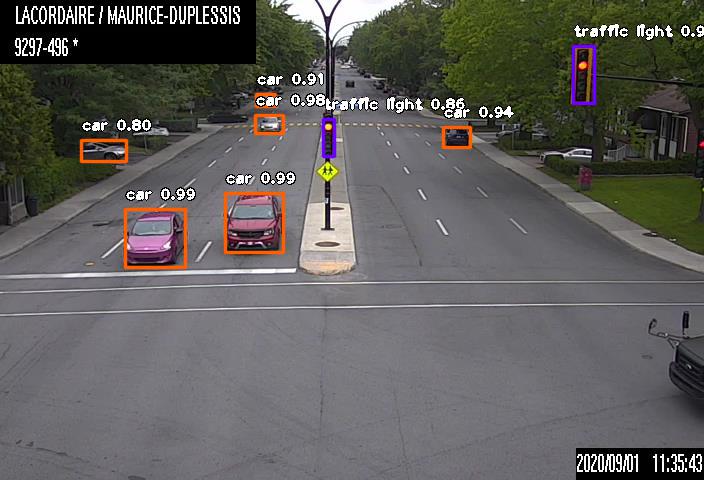 LACORDAIRE / MAURICE-DUPLESSIS
9297-496 *
traffic light 0.9
car 0.91
car 0.98
traffic light 0.86
car 0.94
car 0.80
car 0.99
car 0.99
2020/09/01 11:35:43